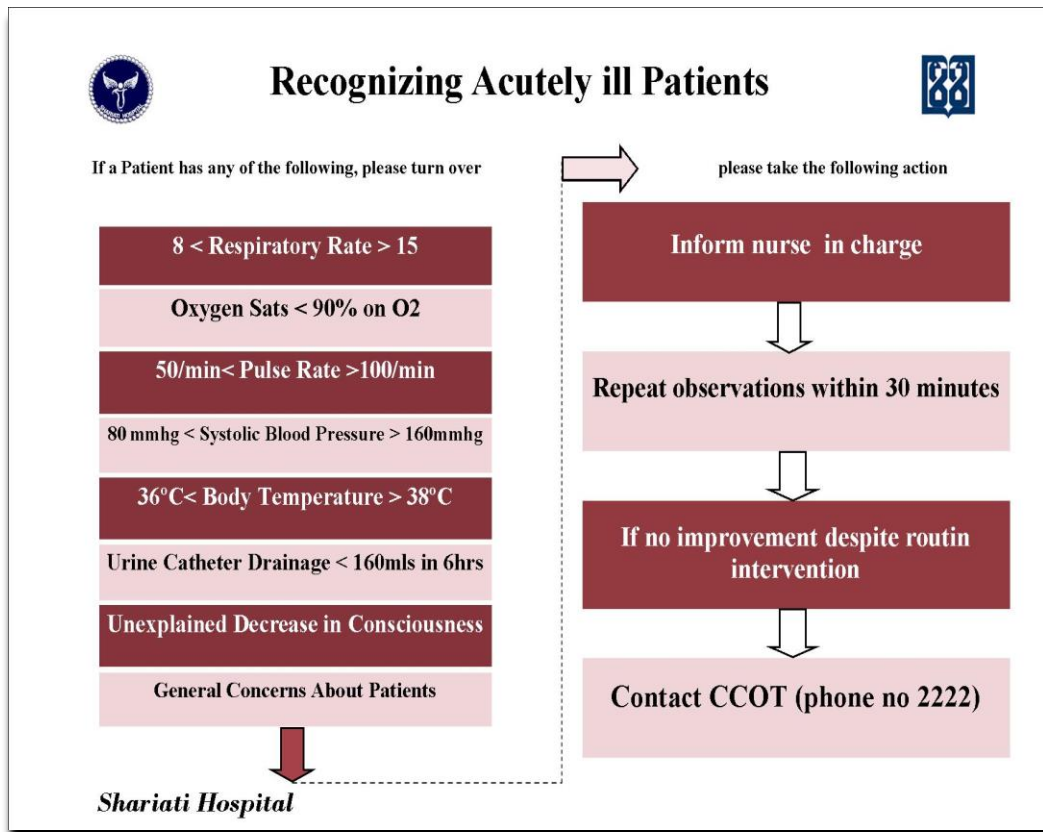 Recognizing Acutely ill Patients
If a Patient has any of the following, please turn over
8 < Respiratory Rate > 15
Oxygen Sats < 90% on O2
50/min< Pulse Rate >100/min
80 mmhg < Systolic Blood Pressure > 160mmhg
36ºC< Body Temperature > 38ºC
Urine Catheter Drainage < 160mls in 6hrs
Unexplained Decrease in Consciousness
General Concerns About Patients
Shariati Hospital
please take the following action
Inform nurse in charge
Repeat observations within 30 minutes
If no improvement despite routin
intervention
Contact CCOT (phone no 2222)